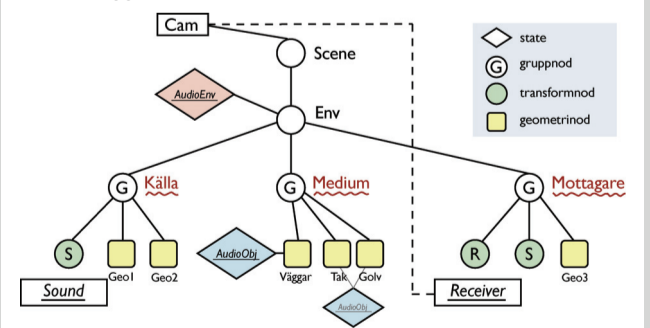 Cam
Scene
state
G gruppnod
transformnod
geometrinod
AudioEnv
Env
G Källa
G Medium
G Mottagare
S
AudioObj
R
S
Geo1
Geo2
Väggar
Tak
Golv
Geo3
Sound
AudioObj
Receiver